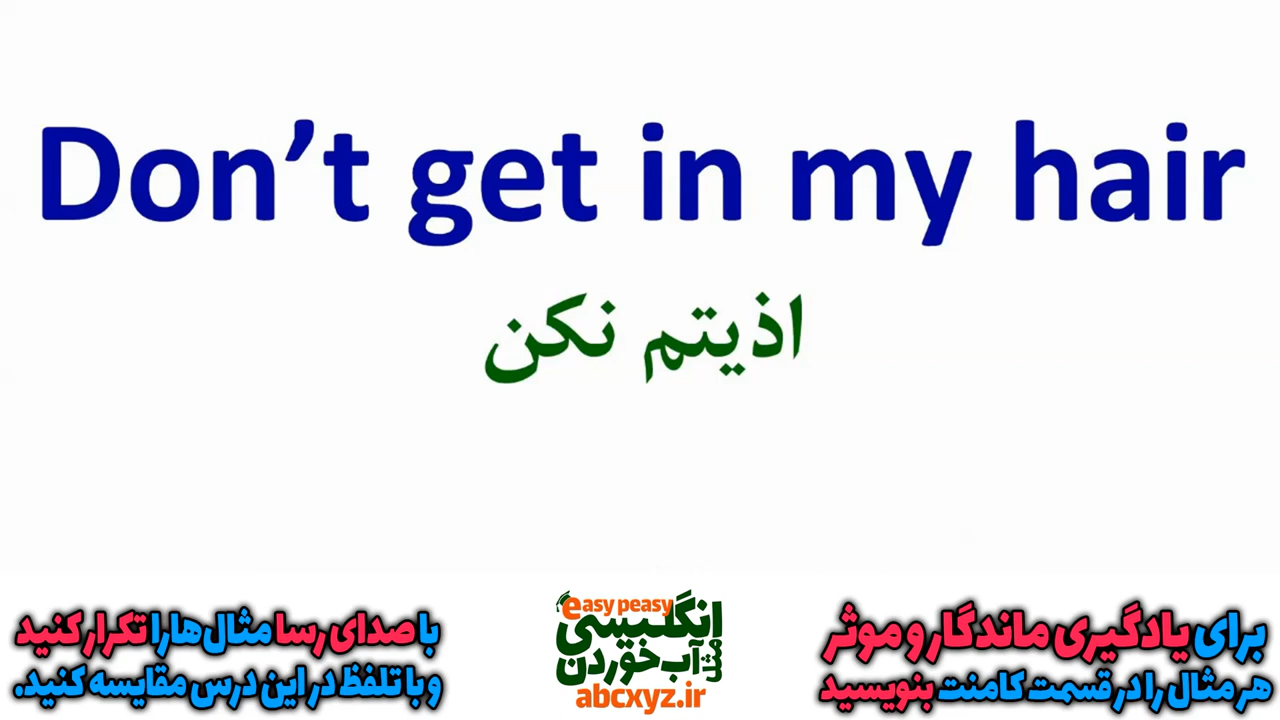 Don't get in my hair
اذیتم نکن
برای یادگیری ماندگار و موثر
هر مثال را در قسمت کامنت بنویسید
easy peasy
انگلیسی
مثل آب خوردن
abcxyz.ir
با صدای رسا مثال‌ها را تکرار کنید
و با تلفظ در این درس مقایسه کنید.